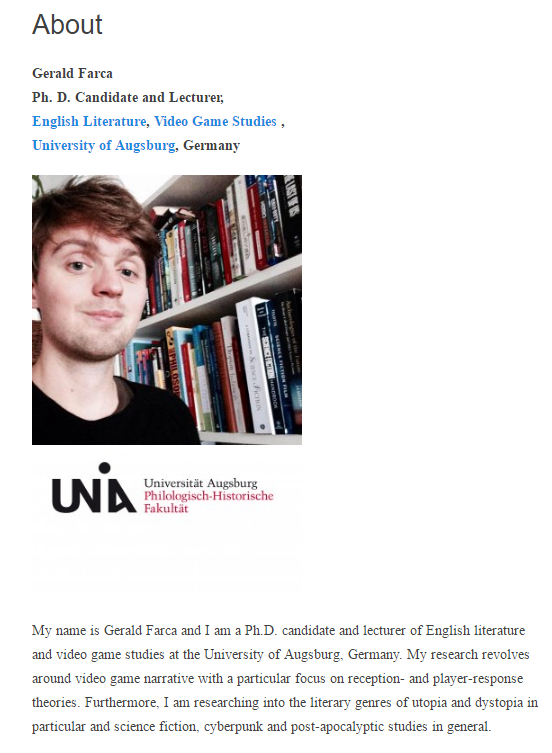 About
Gerald Farca
Ph. D. Candidate and Lecturer,
English Literature, Video Game Studies ,
University of Augsburg, Germany
UNIA
Universität Augsburg
Philologisch-Historische
Fakultät
My name is Gerald Farca and I am a Ph.D. candidate and lecturer of English literature
and video game studies at the University of Augsburg, Germany. My research revolves
around video game narrative with a particular focus on reception- and player-response
theories. Furthermore, I am researching into the literary genres of utopia and dystopia in
particular and science fiction, cyberpunk and post-apocalyptic studies in general.